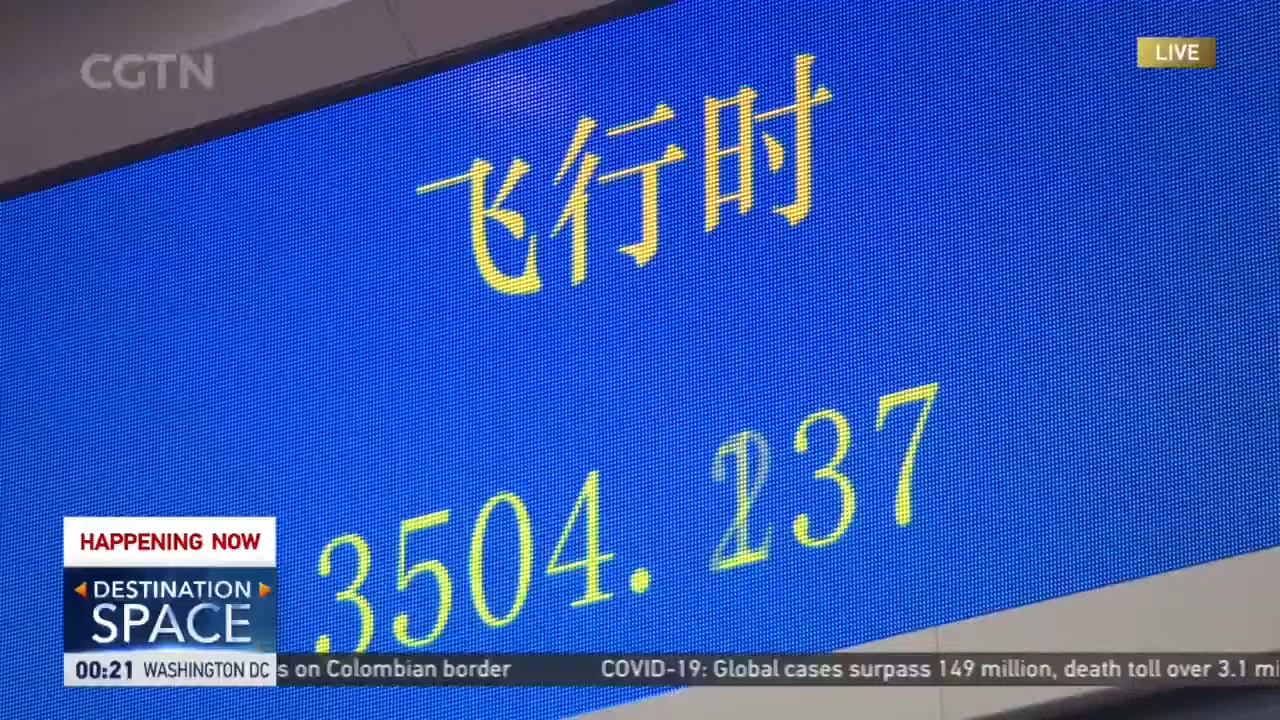 CGTN
LIVE
飞行时
3504. 37
HAPPENING NOW
DESTINATION
SPACE
00:21 WASHINGTON DC
s on Colombian border COVID-19: Global cases surpass 149 million, death toll over 3.1 mi